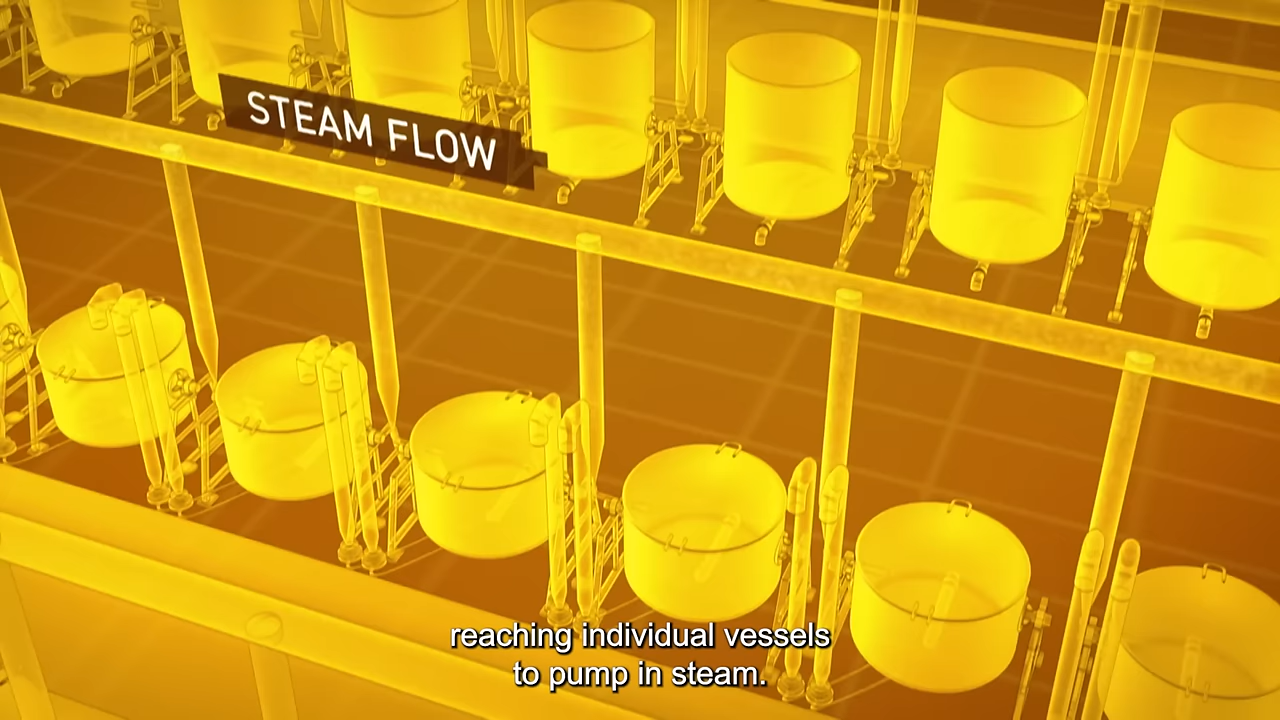 STEAM FLOW
reaching individual vessels
to pump in steam.